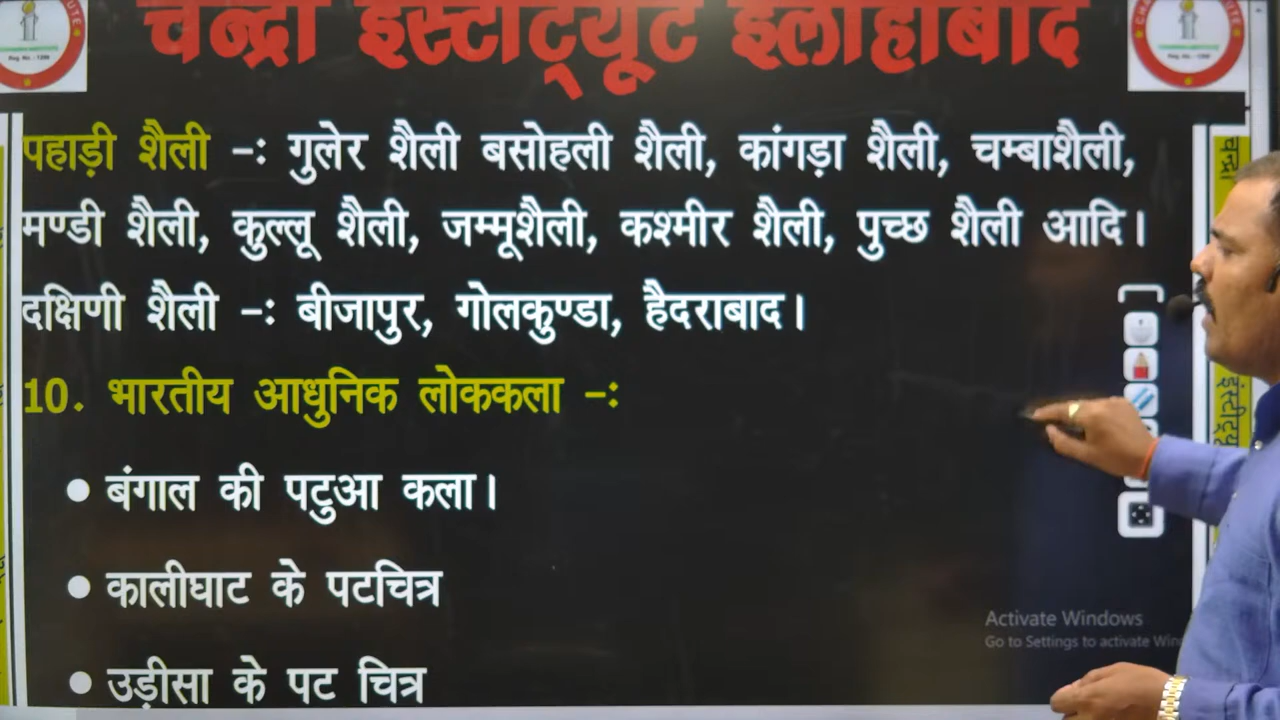 चन्द्रा इंस्टीट्यूट इलाहाबाद
पहाड़ी शैली -: गुलेर शैली बसोहली शैली, कांगड़ा शैली, चम्बाशैली,
मण्डी शैली, कुल्लू शैली, जम्मूशैली, कश्मीर शैली, पुच्छ शैली आदि।
दक्षिणी शैली -: बीजापुर, गोलकुण्डा, हैदराबाद।
10. भारतीय आधुनिक लोककला -:
• बंगाल की पटुआ कला।
• कालीघाट के पटचित्र
• उड़ीसा के पट चित्र
Activate Windows
Go to Settings to activate